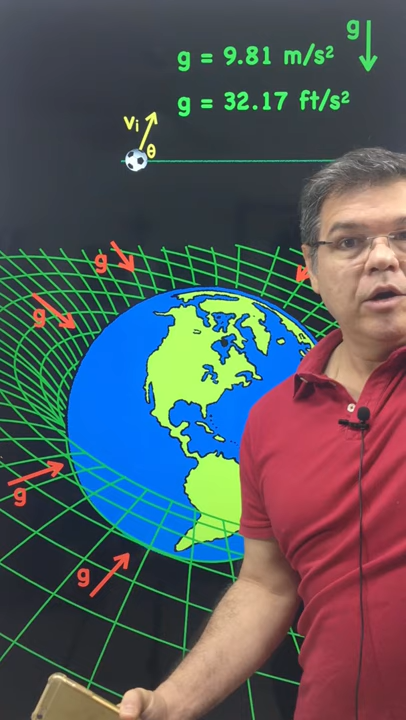 g
g = 9.81 m/s²
g = 32.17 ft/s²
vᵢ
θ
g
g
g
g